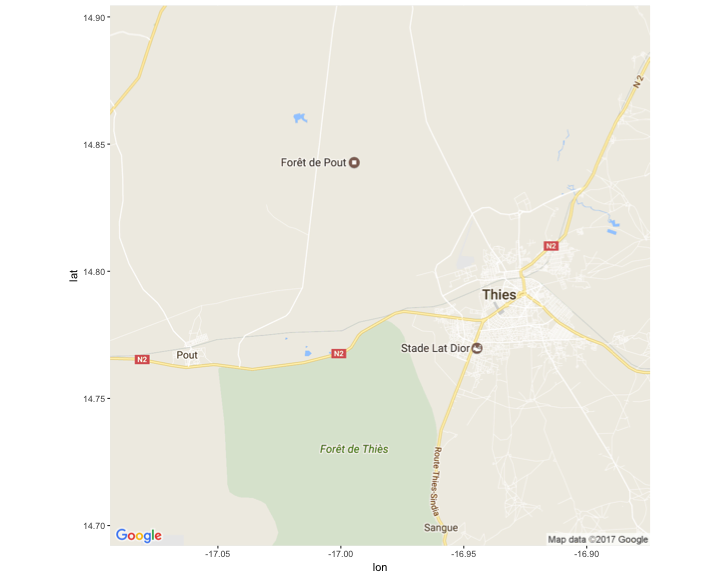 14.90
N 2
14.85
Forêt de Pout
N2
14.80
lat
Thies
Stade Lat Dior
N2
Pout
N2
14.75
Forêt de Thiès
Route Thies-Sindia
14.70
Sangue
Google
Map data ©2017 Google
-17.05
-17.00
-16.95
-16.90
lon